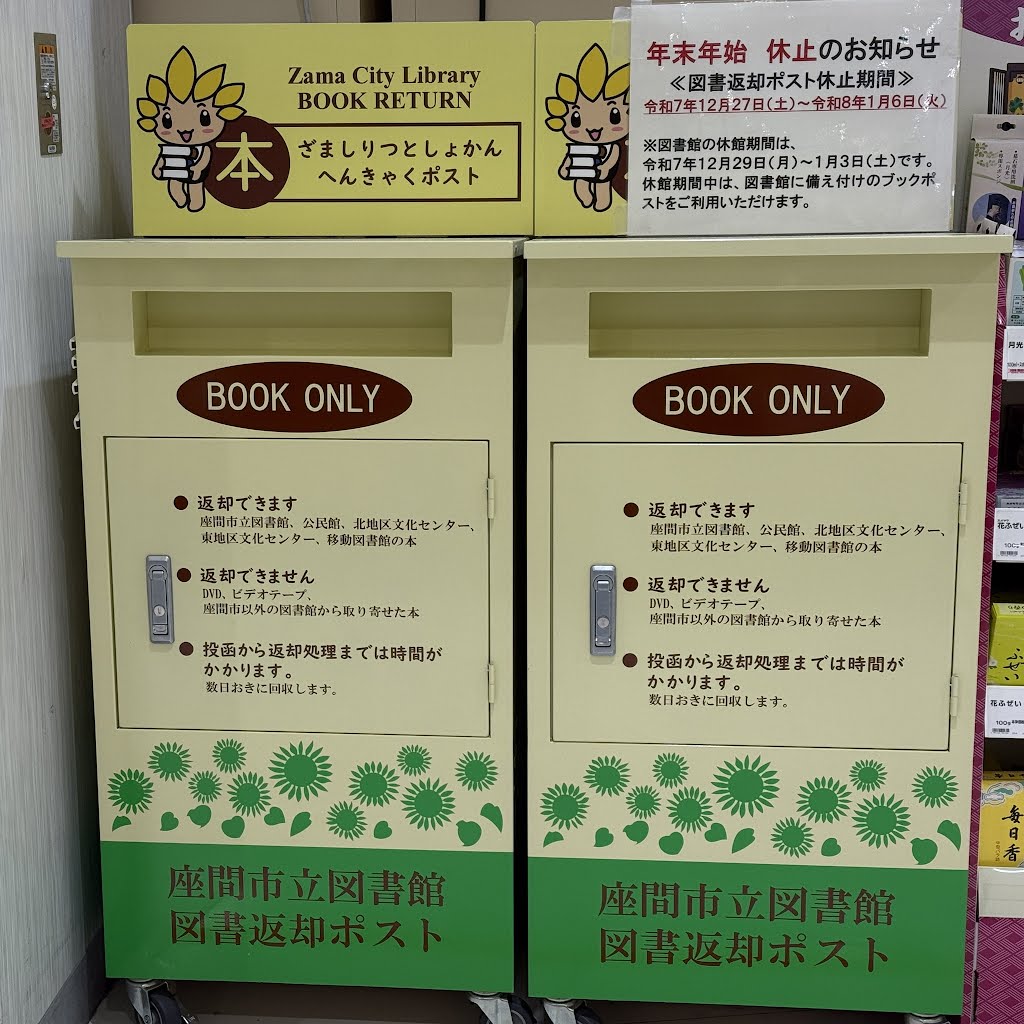 Zama City Library
BOOK RETURN
本
ざましりつとしょかん
へんきゃくポスト
年末年始 休止のお知らせ
≪図書返却ポスト休止期間≫
令和7年12月27日(土)~令和8年1月6日(火)
※図書館の休館期間は、
令和7年12月29日(月)~1月3日(土)です。
休館期間中は、図書館に備え付けのブックポ
ストをご利用いただけます。
BOOK ONLY
● 返却できます
座間市立図書館、公民館、北地区文化センター、
東地区文化センター、移動図書館の本
● 返却できません
DVD、ビデオテープ、
座間市以外の図書館から取り寄せた本
● 投函から返却処理までは時間が
かかります。
数日おきに回収します。
座間市立図書館
図書返却ポスト
BOOK ONLY
● 返却できます
座間市立図書館、公民館、北地区文化センター、
東地区文化センター、移動図書館の本
● 返却できません
DVD、ビデオテープ、
座間市以外の図書館から取り寄せた本
● 投函から返却処理までは時間が
かかります。
数日おきに回収します。
座間市立図書館
図書返却ポスト
月光
花ふぜい
花ふぜい
毎日香